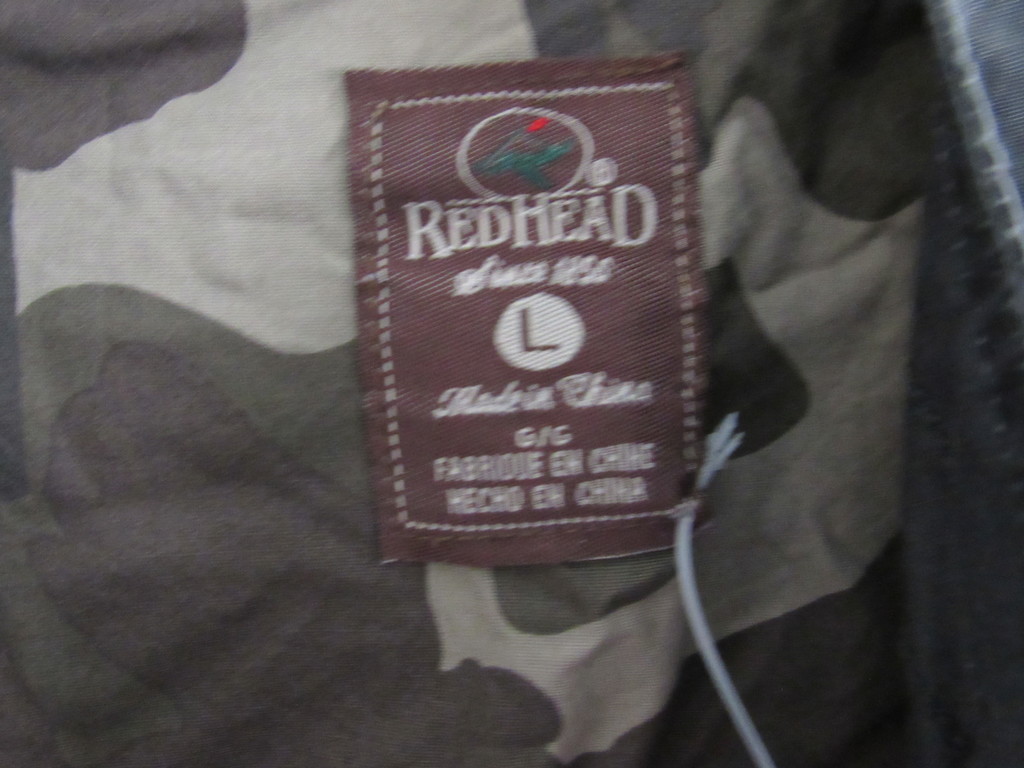 REDHEAD
Since 1856
L
Made in China
G/G
FABRIQUE EN CHINE
HECHO EN CHINA